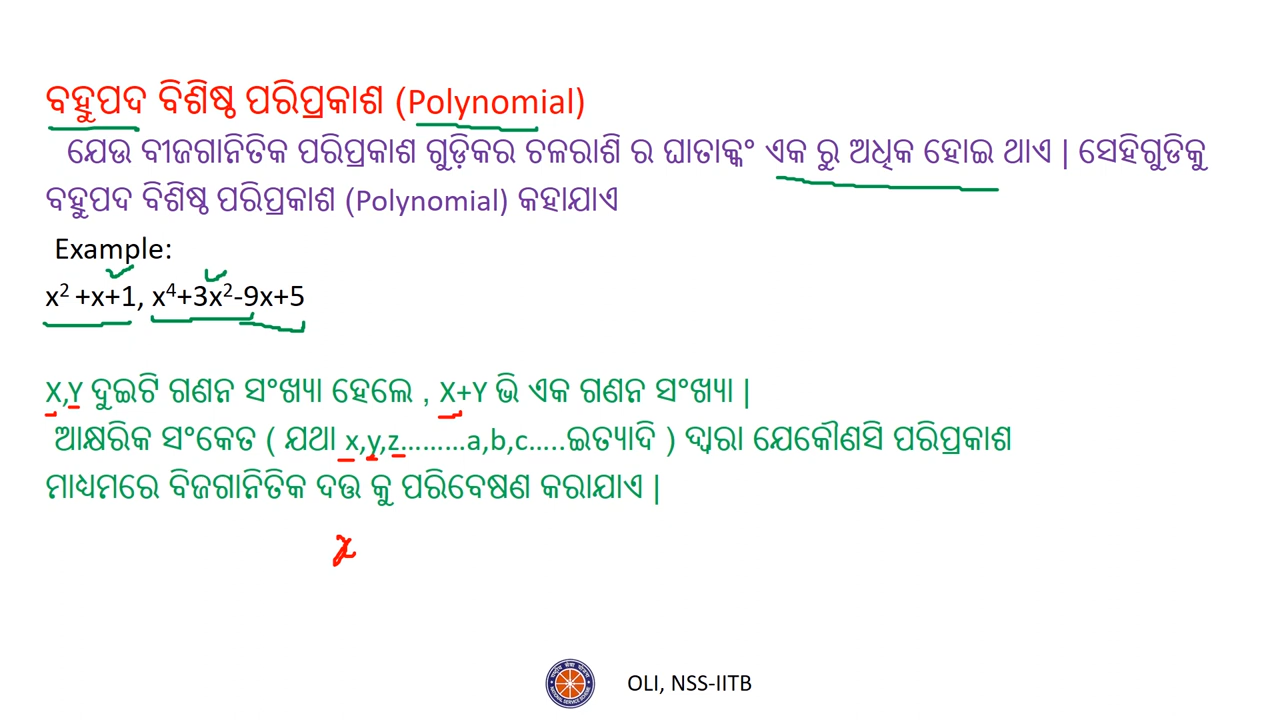 ବହୁପଦ ବିଶିଷ୍ଠ ପରିପ୍ରକାଶ (Polynomial)
ଯେଉ ବୀଜଗାନିତିକ ପରିପ୍ରକାଶ ଗୁଡ଼ିକର ଚଳରାଶି ର ଘାତାଙ୍କଂ ଏକ ରୁ ଅଧିକ ହୋଇ ଥାଏ | ସେହିଗୁଡିକୁ
ବହୁପଦ ବିଶିଷ୍ଠ ପରିପ୍ରକାଶ (Polynomial) କହାଯାଏ
Example:
x² +x+1, x⁴+3x²-9x+5
X,Y ଦୁଇଟି ଗଣନ ସଂଖ୍ୟା ହେଲେ , X+Y ଭି ଏକ ଗଣନ ସଂଖ୍ୟା |
ଆକ୍ଷରିକ ସଂକେତ ( ଯଥା x,y,z.........a,b,c.....ଇତ୍ୟାଦି ) ଦ୍ୱାରା ଯେକୌଣସି ପରିପ୍ରକାଶ
ମାଧ୍ୟମରେ ବିଜଗାନିତିକ ଦତ୍ତ କୁ ପରିବେଷଣ କରାଯାଏ |
x
OLI, NSS-IITB